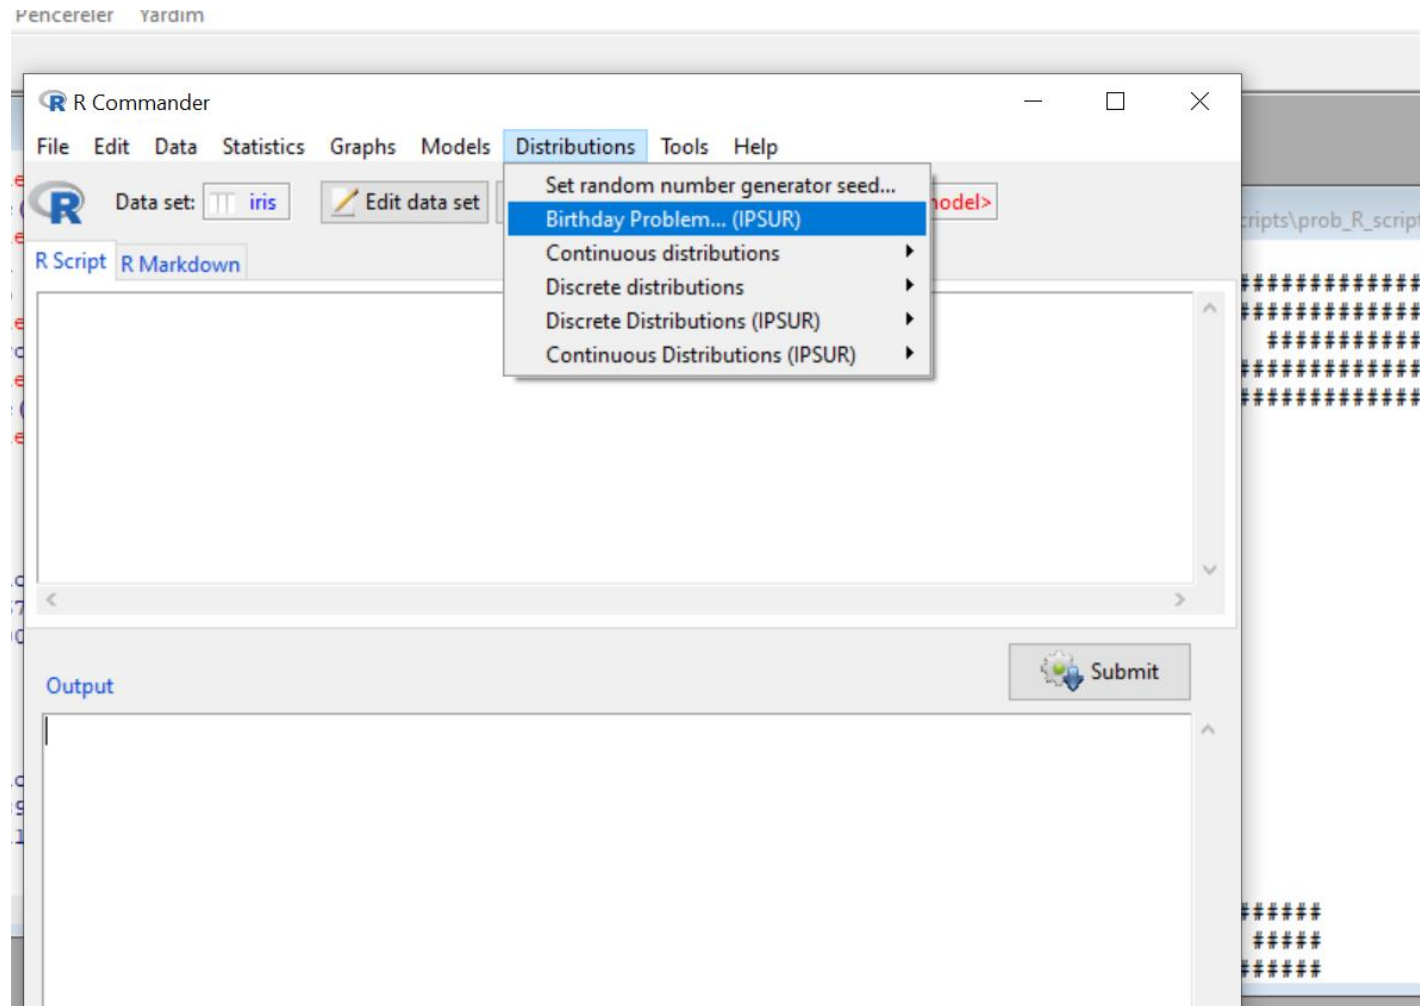 Pencereler Yardım
R Commander
File Edit Data Statistics Graphs Models Distributions Tools Help
Data set: iris Edit data set model>
Set random number generator seed...
Birthday Problem... (IPSUR)
Continuous distributions
Discrete distributions
Discrete Distributions (IPSUR)
Continuous Distributions (IPSUR)
R Script R Markdown
cripts\prob_R_script
#############
#############
###########
#############
#############
Submit
Output
######
#####
######